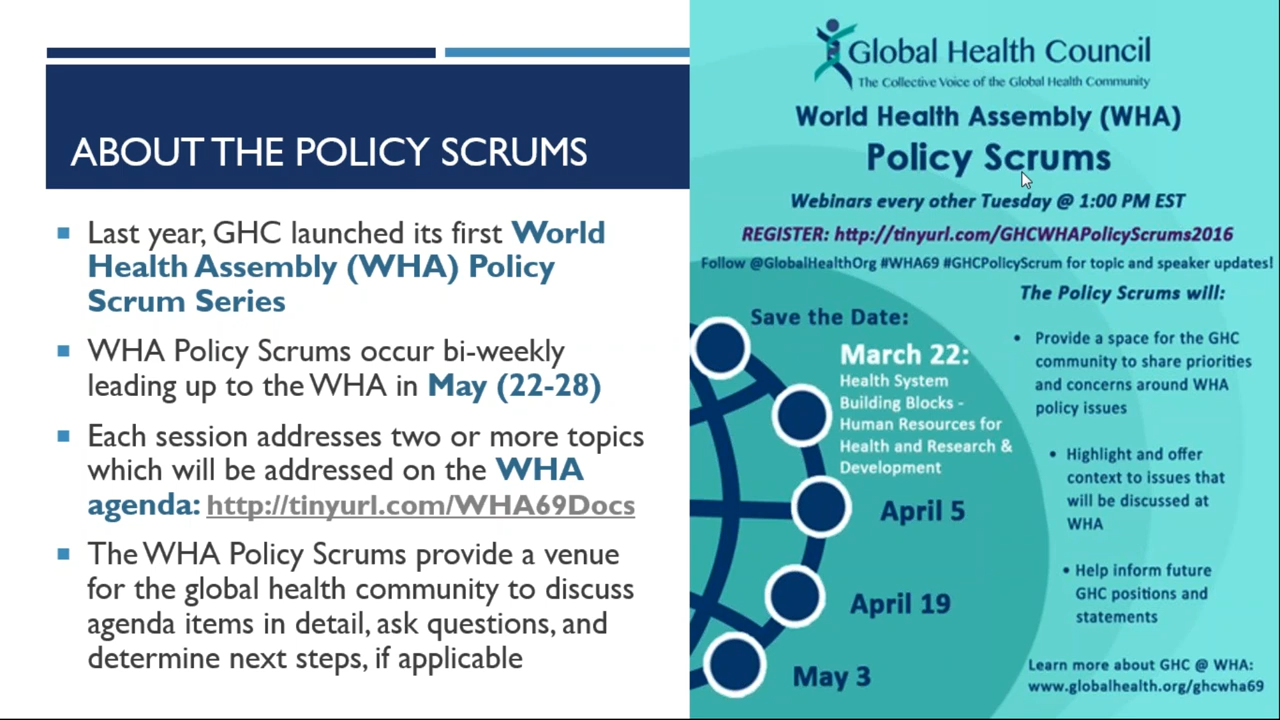 ABOUT THE POLICY SCRUMS
Last year, GHC launched its first World
Health Assembly (WHA) Policy
Scrum Series
WHA Policy Scrums occur bi-weekly
leading up to the WHA in May (22-28)
Each session addresses two or more topics
which will be addressed on the WHA
agenda: http://tinyurl.com/WHA69Docs
The WHA Policy Scrums provide a venue
for the global health community to discuss
agenda items in detail, ask questions, and
determine next steps, if applicable
Global Health Council
The Collective Voice of the Global Health Community
World Health Assembly (WHA)
Policy Scrums
Webinars every other Tuesday @ 1:00 PM EST
REGISTER: http://tinyurl.com/GHCWHAPolicyScrums2016
Follow @GlobalHealthOrg #WHA69 #GHCPolicyScrum for topic and speaker updates!
Save the Date:
March 22:
Health System
Building Blocks -
Human Resources for
Health and Research &
Development
April 5
April 19
May 3
The Policy Scrums will:
• Provide a space for the GHC
community to share priorities
and concerns around WHA
policy issues
• Highlight and offer
context to issues that
will be discussed at
WHA
• Help inform future
GHC positions and
statements
Learn more about GHC @ WHA:
www.globalhealth.org/ghcwha69